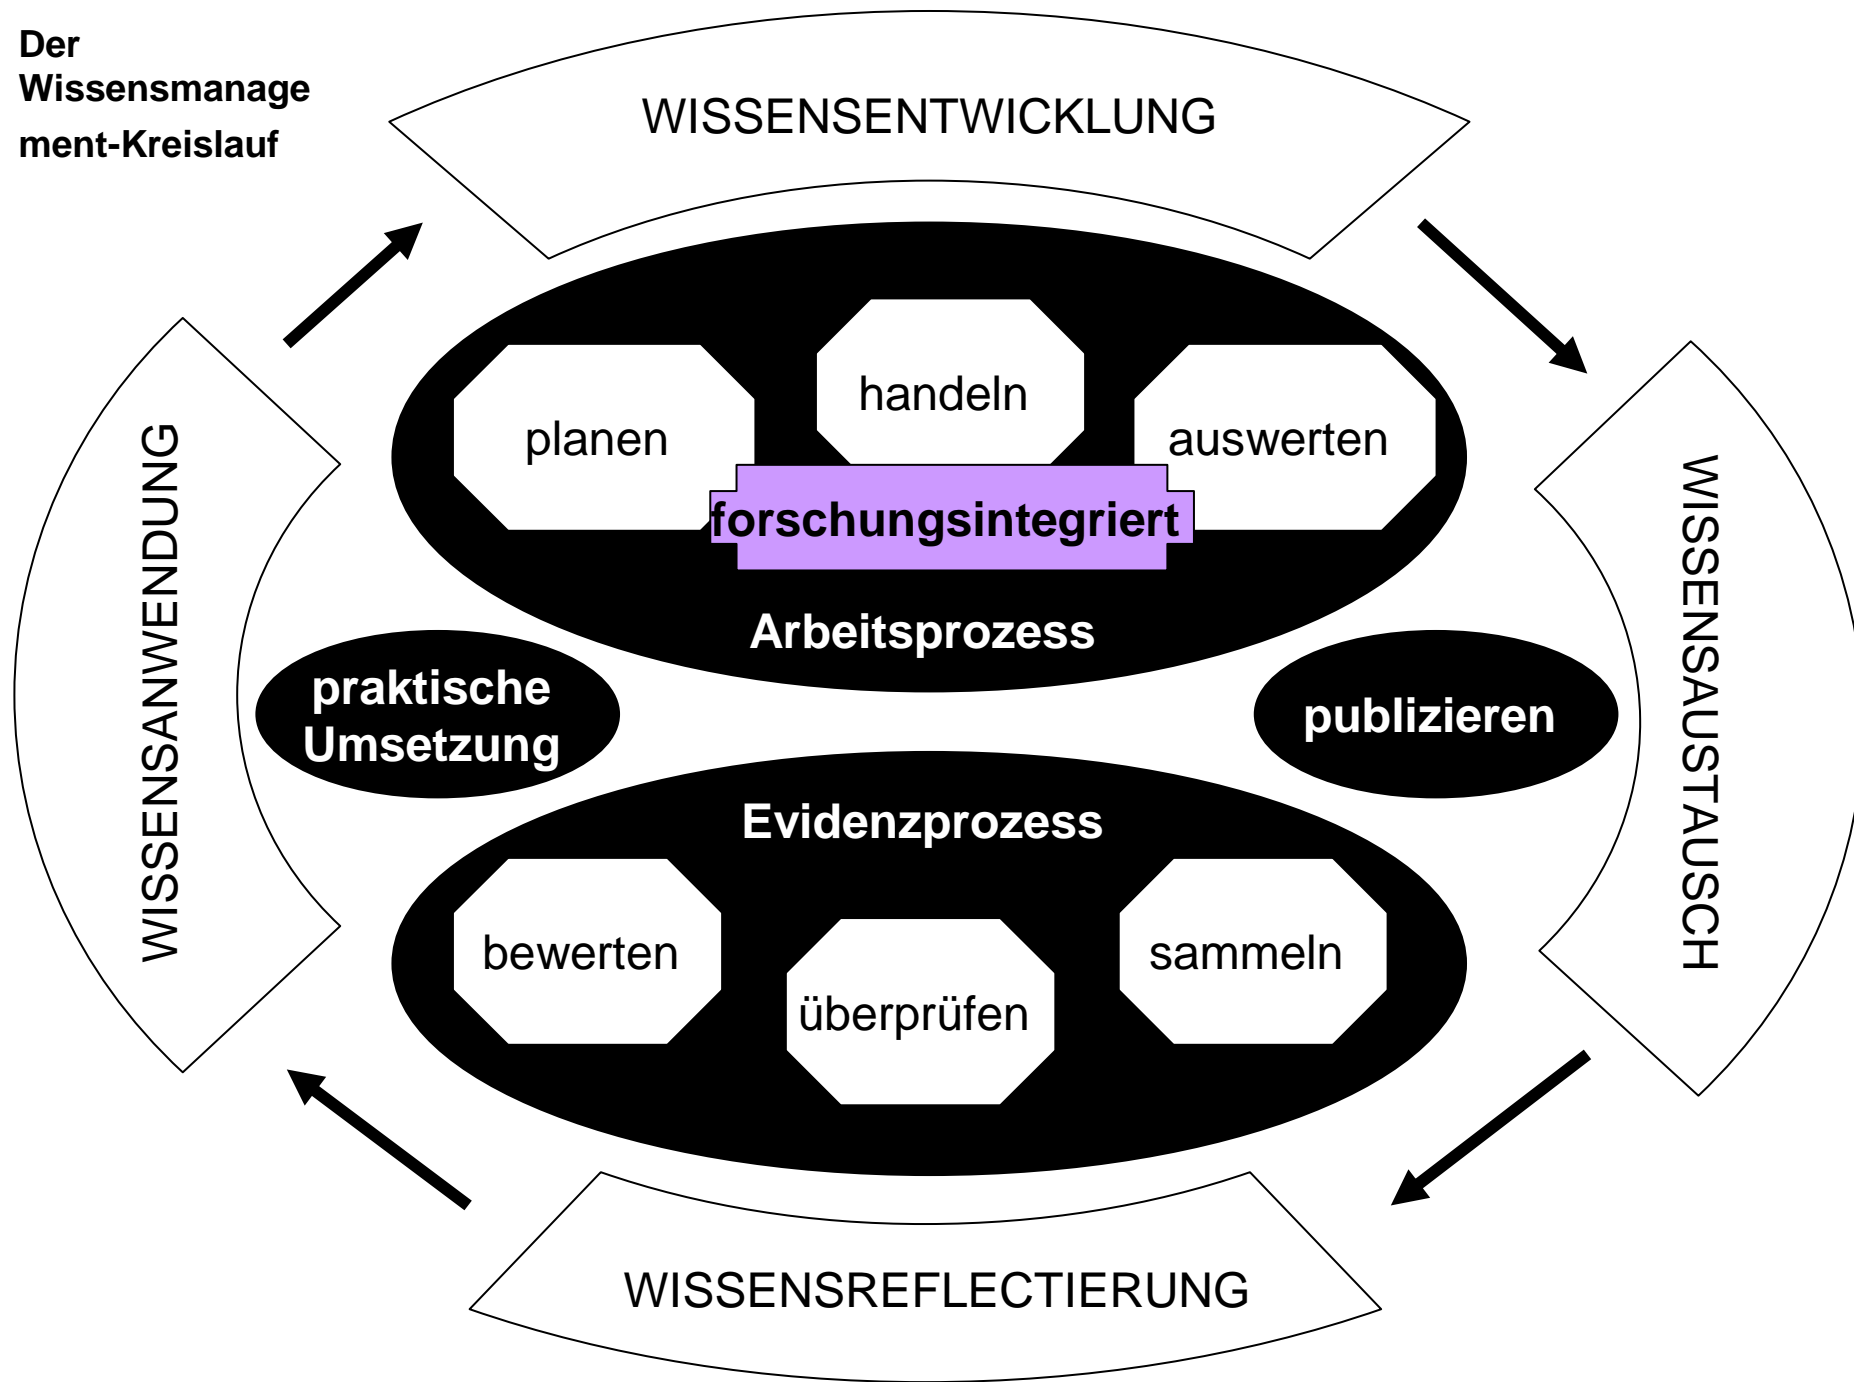 Der
Wissensmanage
ment-Kreislauf
WISSENSENTWICKLUNG
planen
handeln
auswerten
forschungsintegriert
Arbeitsprozess
WISSENSANWENDUNG
praktische
Umsetzung
publizieren
WISSENSAUSTAUSCH
Evidenzprozess
bewerten
überprüfen
sammeln
WISSENSREFLECTIERUNG